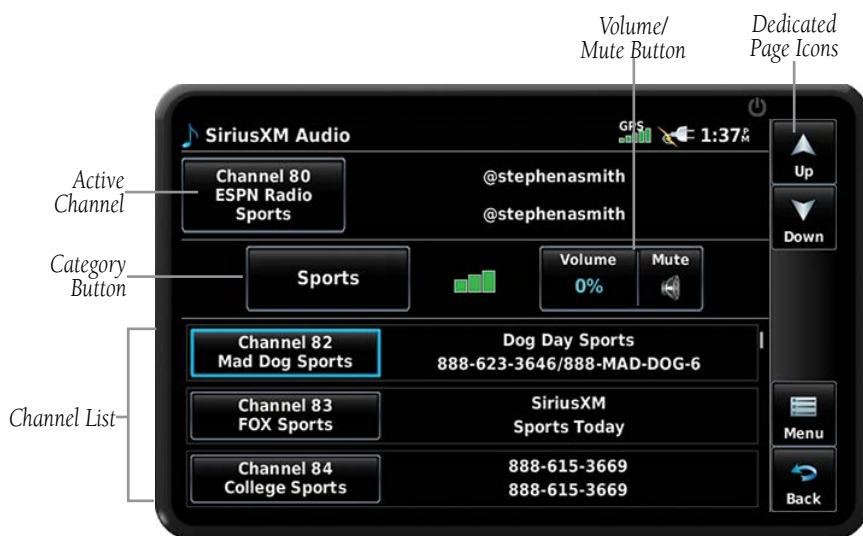 Volume/
Mute Button
Dedicated
Page Icons
SiriusXM Audio
GPS
1:37 PM
Up
Active
Channel
Channel 80
ESPN Radio
Sports
@stephenasmith
@stephenasmith
Down
Category
Button
Sports
Volume
0%
Mute
Channel List
Channel 82
Mad Dog Sports
Dog Day Sports
888-623-3646/888-MAD-DOG-6
Channel 83
FOX Sports
SiriusXM
Sports Today
Menu
Channel 84
College Sports
888-615-3669
888-615-3669
Back